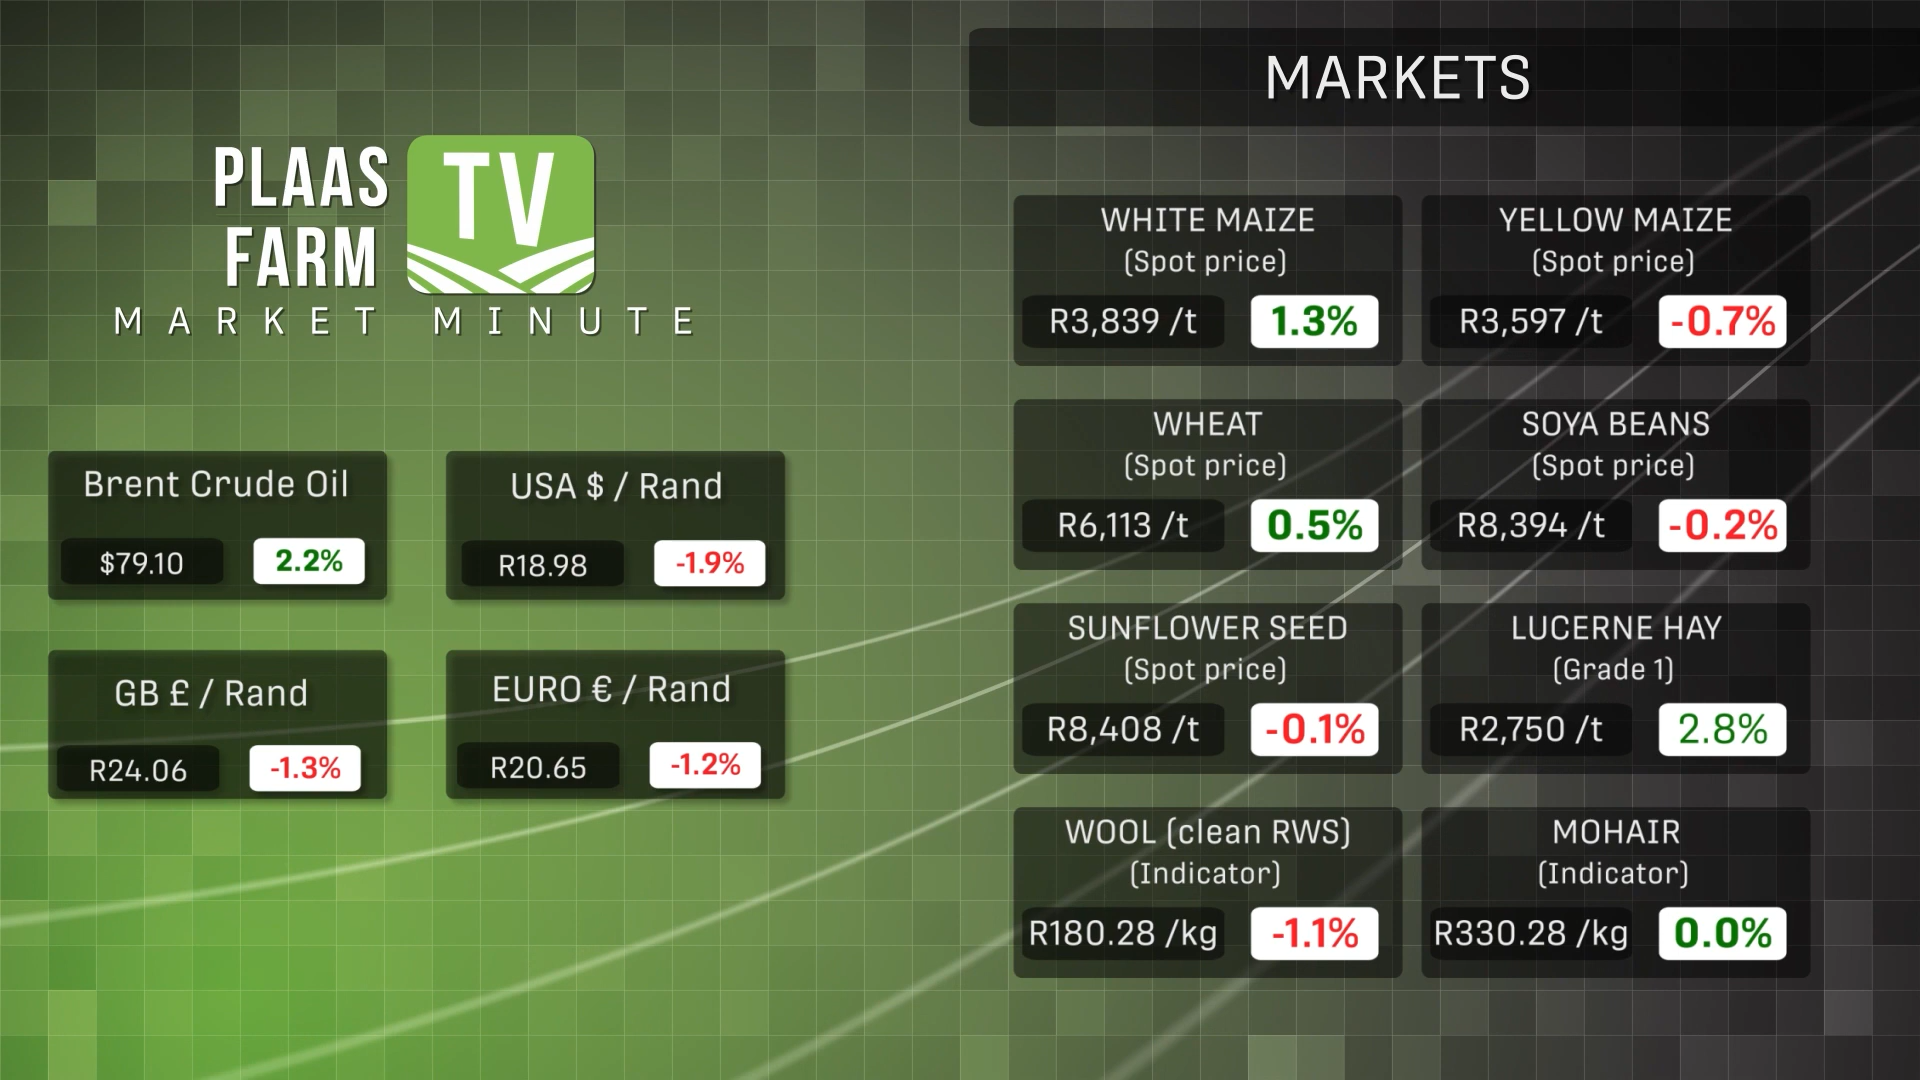 PLAAS
FARM
TV
MARKET MINUTE
Brent Crude Oil
$79.10 2.2%
USA $ / Rand
R18.98 -1.9%
GB £ / Rand
R24.06 -1.3%
EURO € / Rand
R20.65 -1.2%
MARKETS
WHITE MAIZE
(Spot price)
R3,839 /t 1.3%
YELLOW MAIZE
(Spot price)
R3,597 /t -0.7%
WHEAT
(Spot price)
R6,113 /t 0.5%
SOYA BEANS
(Spot price)
R8,394 /t -0.2%
SUNFLOWER SEED
(Spot price)
R8,408 /t -0.1%
LUCERNE HAY
(Grade 1)
R2,750 /t 2.8%
WOOL (clean RWS)
(Indicator)
R180.28 /kg -1.1%
MOHAIR
(Indicator)
R330.28 /kg 0.0%